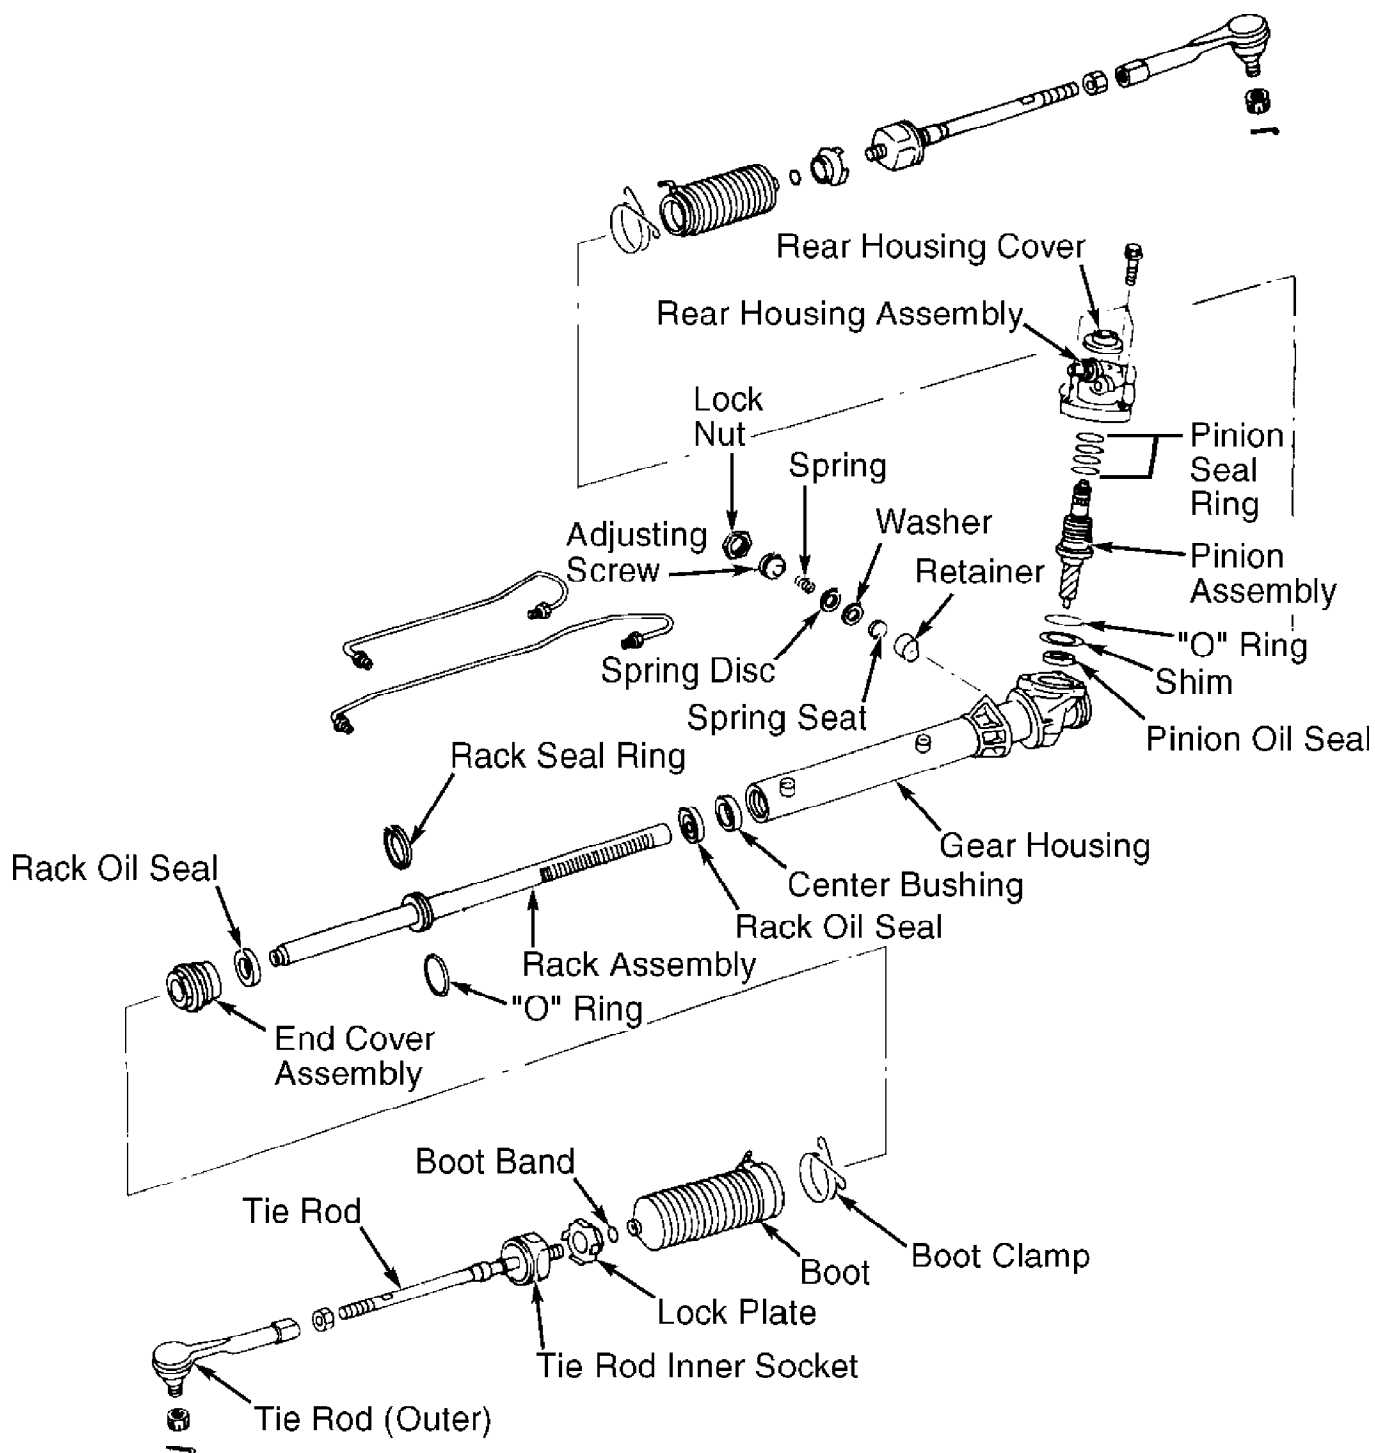 Rear Housing Cover
Rear Housing Assembly
Lock
Nut
Pinion
Seal
Ring
Spring
Washer
Adjusting
Screw
Retainer
Pinion
Assembly
"O" Ring
Spring Disc
Shim
Spring Seat
Pinion Oil Seal
Rack Seal Ring
Gear Housing
Rack Oil Seal
Center Bushing
Rack Oil Seal
Rack Assembly
"O" Ring
End Cover
Assembly
Boot Band
Tie Rod
Boot Clamp
Boot
Lock Plate
Tie Rod Inner Socket
Tie Rod (Outer)